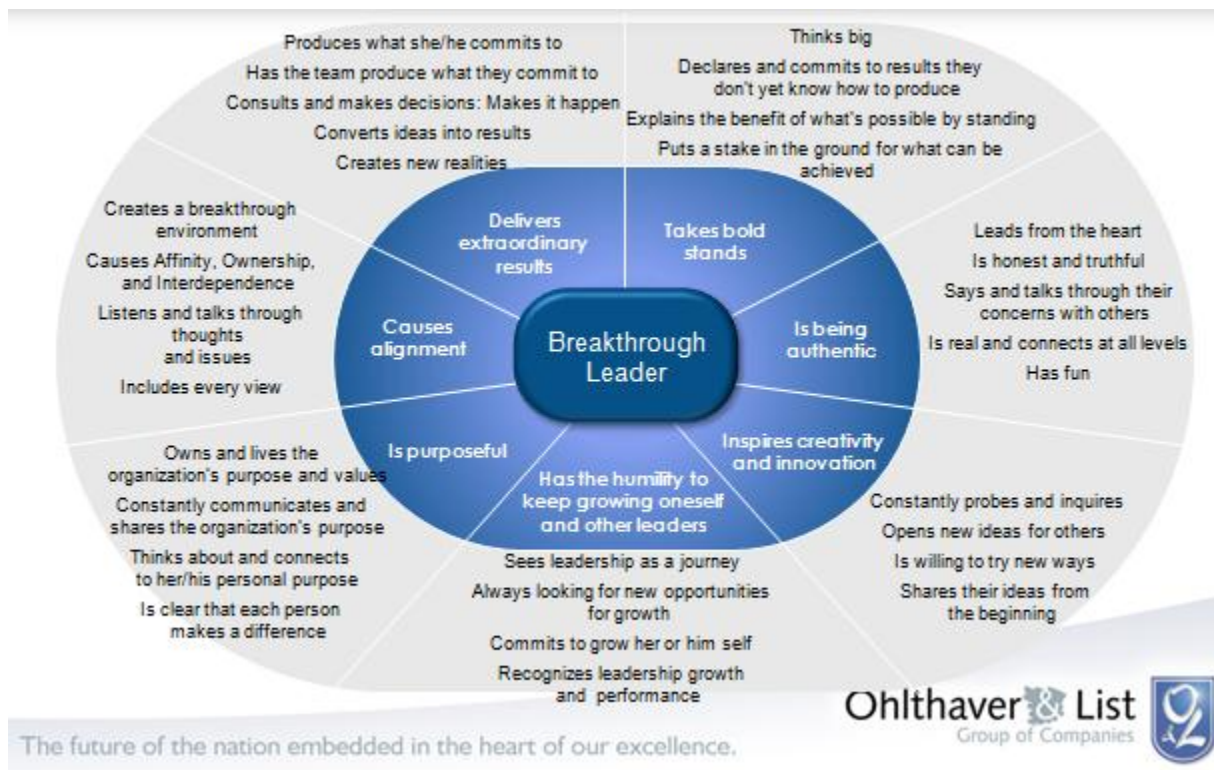 Produces what she/he commits to
Has the team produce what they commit to
Consults and makes decisions: Makes it happen
Converts ideas into results
Creates new realities
Thinks big
Declares and commits to results they
don't yet know how to produce
Explains the benefit of what's possible by standing
Puts a stake in the ground for what can be
achieved
Creates a breakthrough
environment
Causes Affinity, Ownership,
and Interdependence
Listens and talks through
thoughts
and issues
Includes every view
Delivers
extraordinary
results
Takes bold
stands
Leads from the heart
Is honest and truthful
Says and talks through their
concerns with others
Is real and connects at all levels
Has fun
Causes
alignment
Breakthrough
Leader
Is being
authentic
Is purposeful
Has the humility to
keep growing oneself
and other leaders
Inspires creativity
and innovation
Owns and lives the
organization's purpose and values
Constantly communicates and
shares the organization's purpose
Thinks about and connects
to her/his personal purpose
Is clear that each person
makes a difference
Sees leadership as a journey
Always looking for new opportunities
for growth
Commits to grow her or him self
Recognizes leadership growth
and performance
Constantly probes and inquires
Opens new ideas for others
Is willing to try new ways
Shares their ideas from
the beginning
Ohlthaver & List
Group of Companies
The future of the nation embedded in the heart of our excellence.